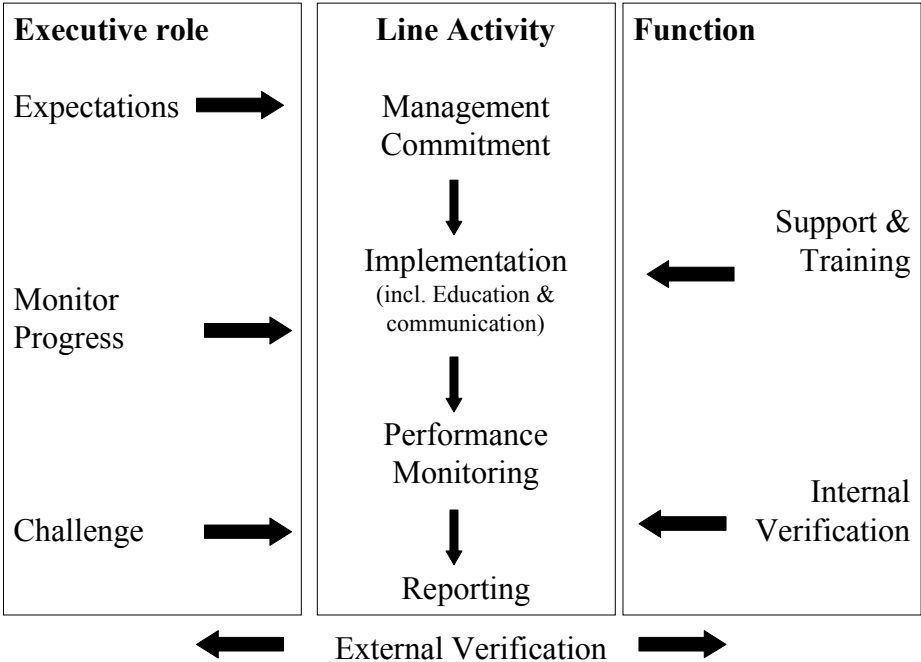 Executive role
Expectations
Monitor
Progress
Challenge
Line Activity
Management
Commitment
Implementation
(incl. Education &
communication)
Performance
Monitoring
Reporting
Function
Support &
Training
Internal
Verification
External Verification